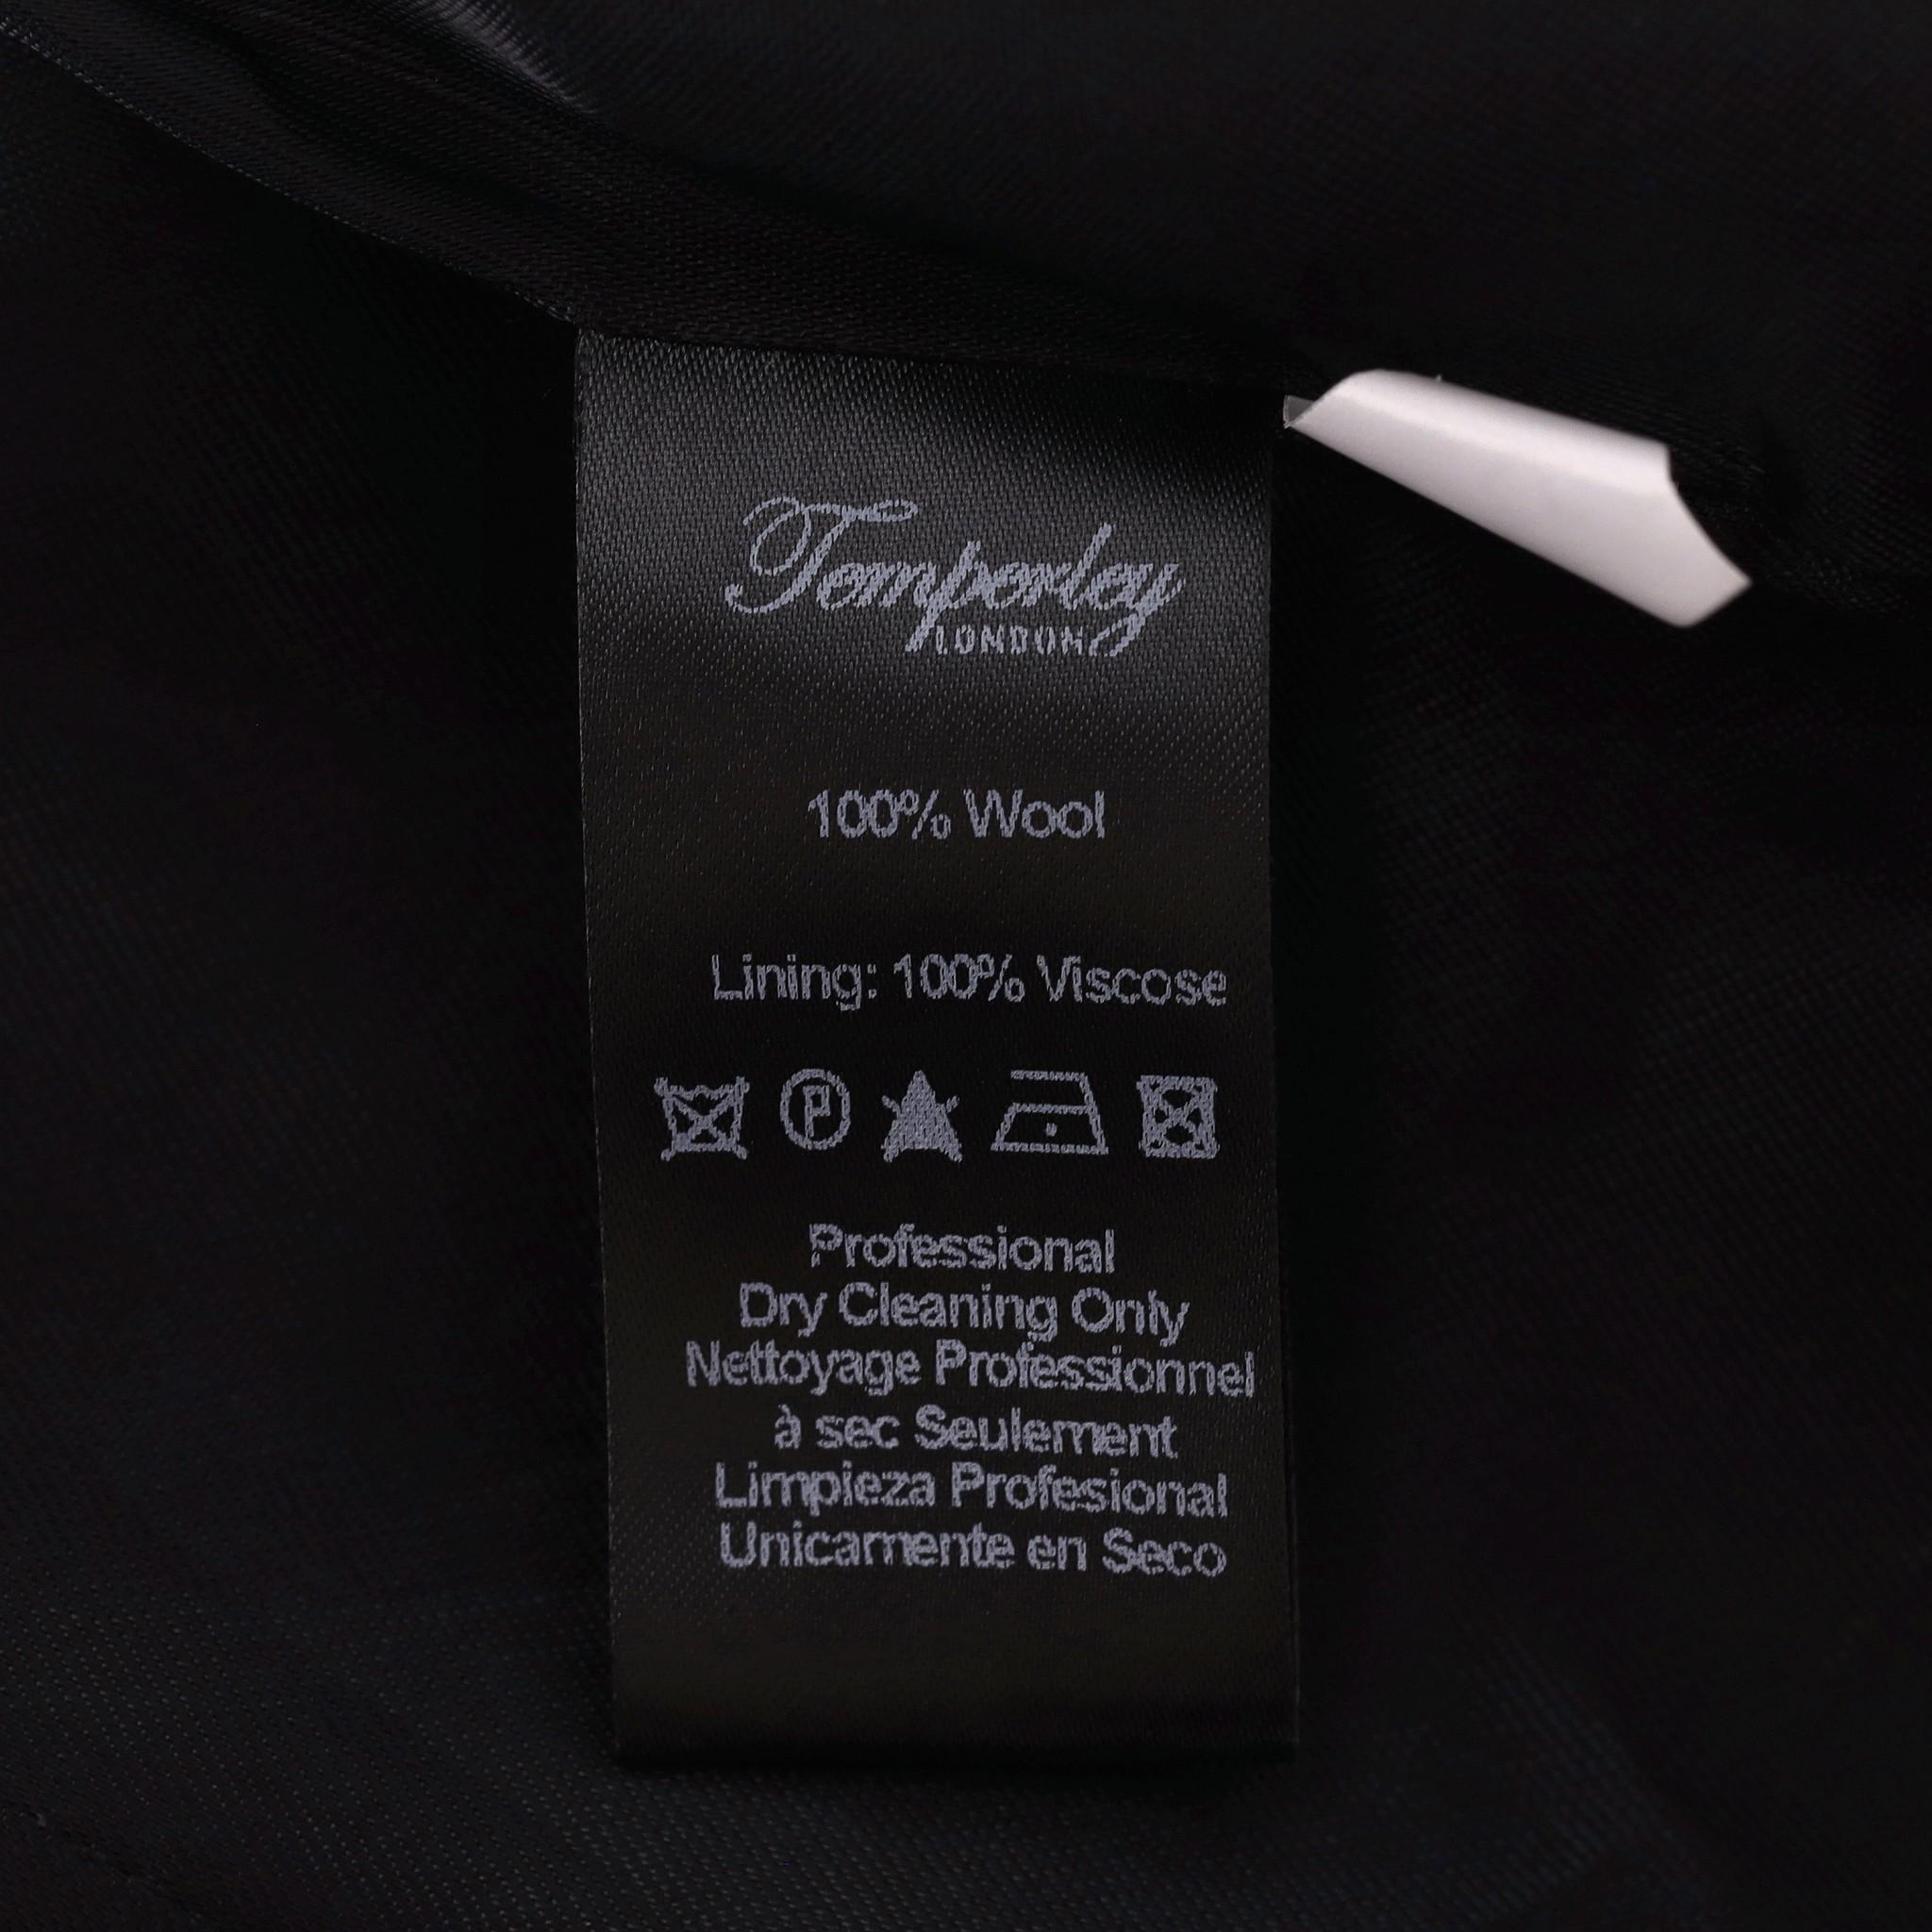 Temperley
LONDON
100% Wool
Lining: 100% Viscose
P
Professional
Dry Cleaning Only
Nettoyage Professionnel
à sec Seulement
Limpieza Profesional
Unicamente en Seco